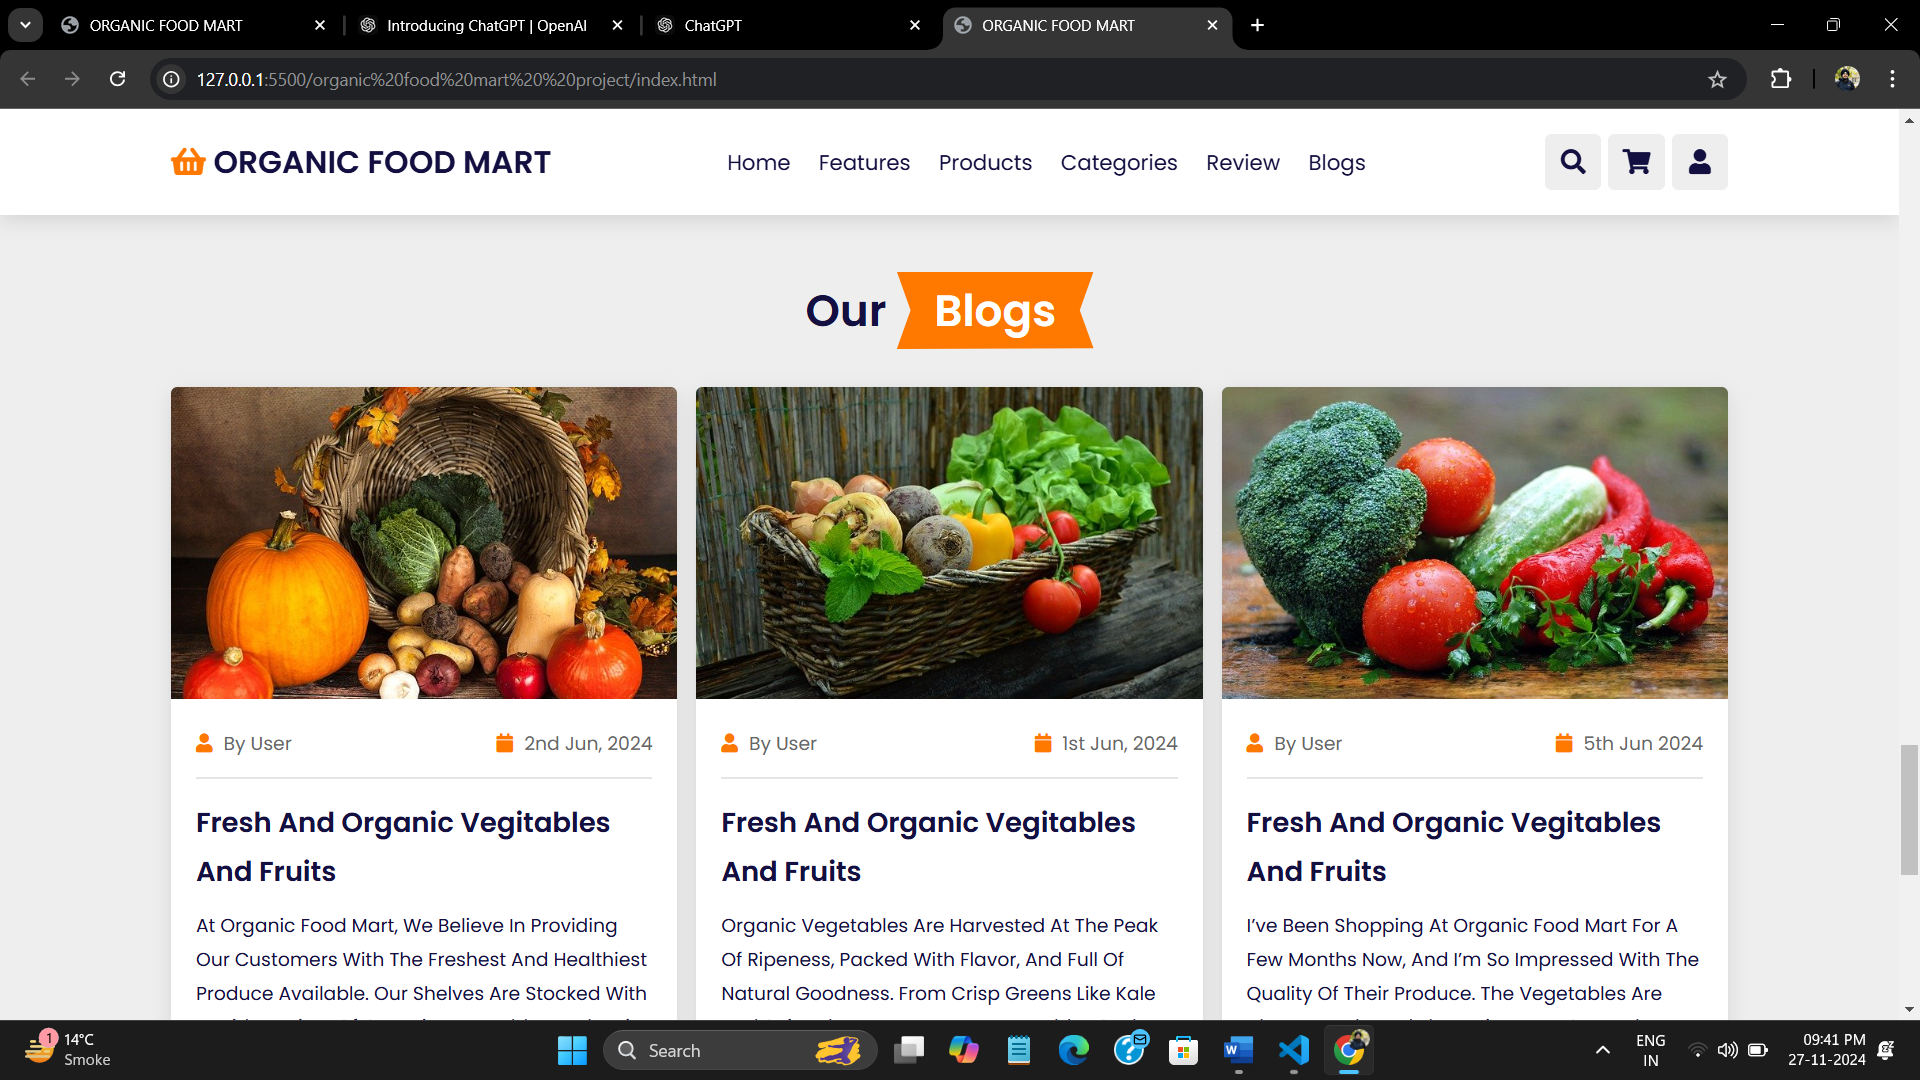 ORGANIC FOOD MART
Introducing ChatGPT | OpenAI
ChatGPT
ORGANIC FOOD MART
127.0.0.1:5500/organic%20food%20mart%20%20project/index.html
ORGANIC FOOD MART
Home Features Products Categories Review Blogs
Our Blogs
By User 2nd Jun, 2024
Fresh And Organic Vegitables
And Fruits
At Organic Food Mart, We Believe In Providing
Our Customers With The Freshest And Healthiest
Produce Available. Our Shelves Are Stocked With
By User 1st Jun, 2024
Fresh And Organic Vegitables
And Fruits
Organic Vegetables Are Harvested At The Peak
Of Ripeness, Packed With Flavor, And Full Of
Natural Goodness. From Crisp Greens Like Kale
By User 5th Jun 2024
Fresh And Organic Vegitables
And Fruits
I've Been Shopping At Organic Food Mart For A
Few Months Now, And I'm So Impressed With The
Quality Of Their Produce. The Vegetables Are
1
14°C
Smoke
Search
W
ENG
IN
09:41 PM
27-11-2024